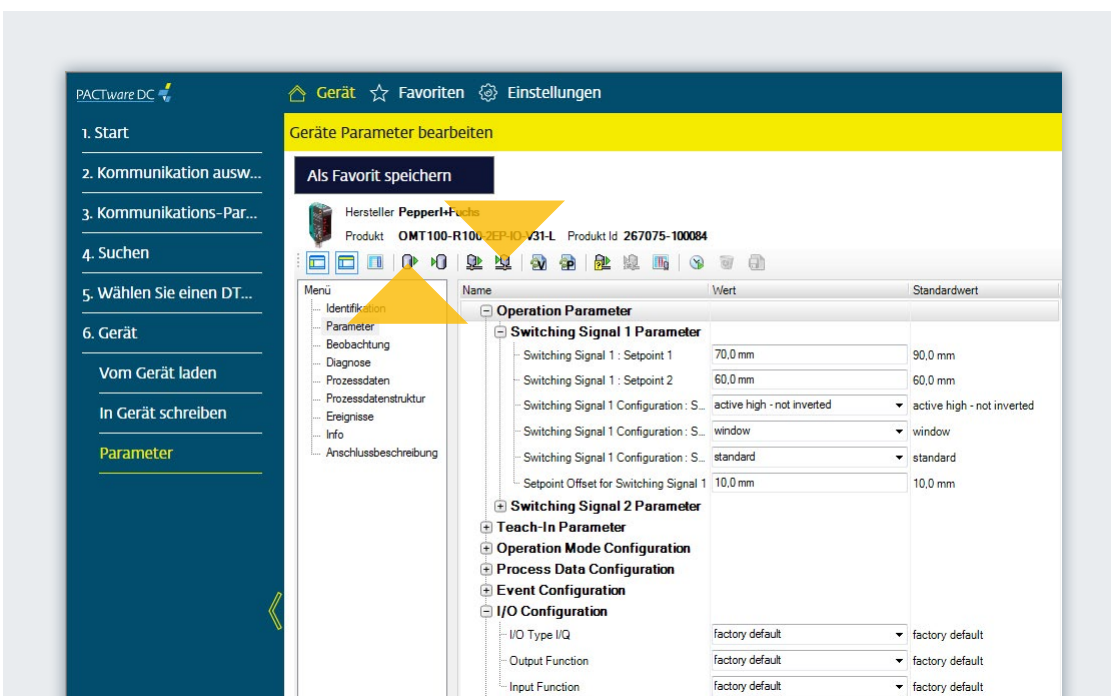 PACTware DC
Gerät Favoriten Einstellungen
1. Start
2. Kommunikation ausw...
3. Kommunikations-Par...
4. Suchen
5. Wählen Sie einen DT...
6. Gerät
Vom Gerät laden
In Gerät schreiben
Parameter
Geräte Parameter bearbeiten
Als Favorit speichern
Hersteller Pepperl+Fuchs
Produkt OMT100-R100-2EP-IO-V31-L Produkt Id 267075-100084
Menü
Identifikation
Parameter
Beobachtung
Diagnose
Prozessdaten
Prozessdatenstruktur
Ereignisse
Info
Anschlussbeschreibung
Name Wert Standardwert
Operation Parameter
Switching Signal 1 Parameter
Switching Signal 1 : Setpoint 1 70,0 mm 90,0 mm
Switching Signal 1 : Setpoint 2 60,0 mm 60,0 mm
Switching Signal 1 Configuration : S... active high - not inverted active high - not inverted
Switching Signal 1 Configuration : S... window window
Switching Signal 1 Configuration : S... standard standard
Setpoint Offset for Switching Signal 1 10,0 mm 10,0 mm
Switching Signal 2 Parameter
Teach-In Parameter
Operation Mode Configuration
Process Data Configuration
Event Configuration
I/O Configuration
I/O Type I/Q factory default factory default
Output Function factory default factory default
Input Function factory default factory default